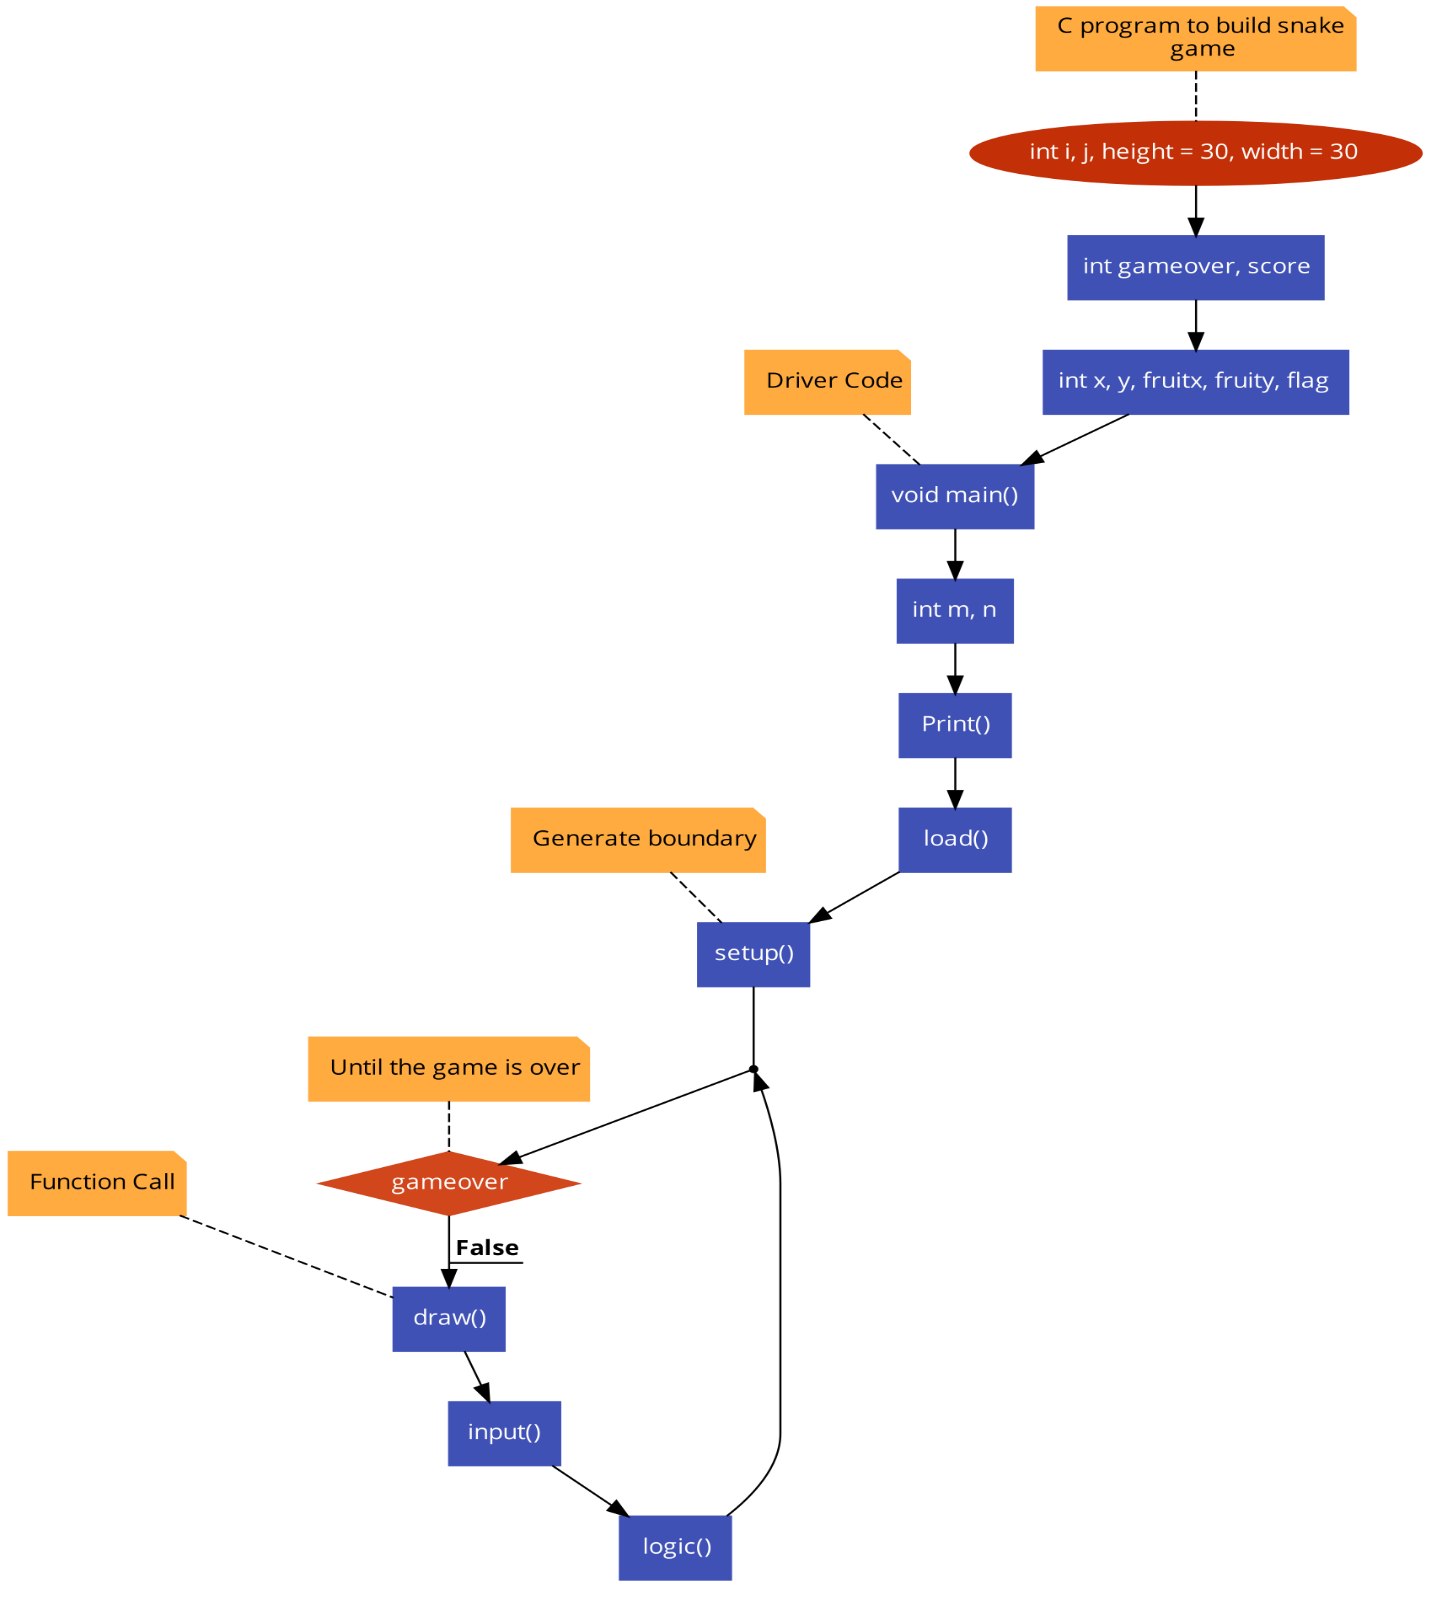 C program to build snake
game
int i, j, height = 30, width = 30
int gameover, score
Driver Code
int x, y, fruitx, fruity, flag
void main()
int m, n
Print()
Generate boundary
load()
setup()
Until the game is over
Function Call
gameover
False
draw()
input()
logic()